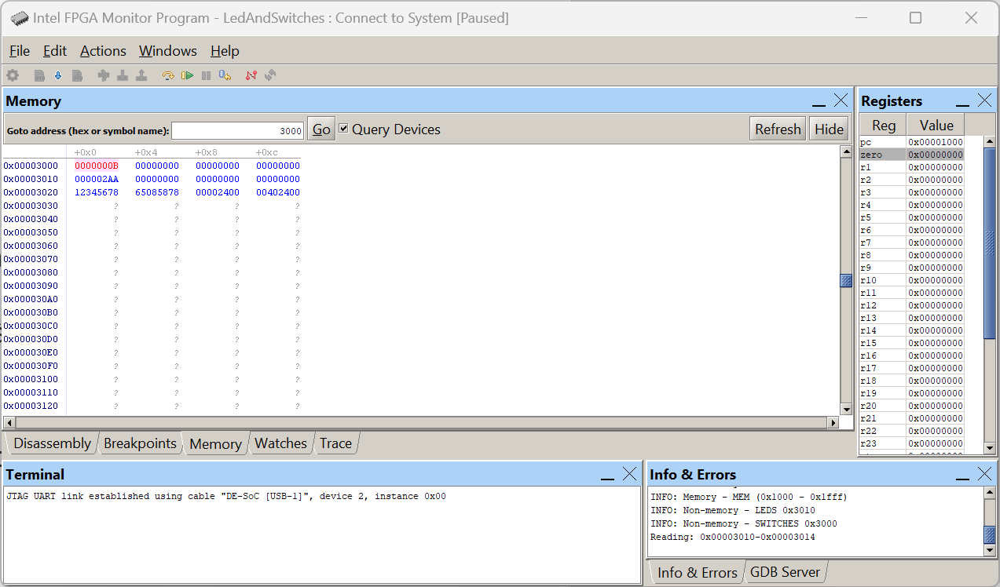 Intel FPGA Monitor Program - LedAndSwitches : Connect to System [Paused]
File Edit Actions Windows Help
Memory
Goto address (hex or symbol name): 3000 Go Query Devices Refresh Hide
+0x0 +0x4 +0x8 +0xc
0x00003000 0000000B 00000000 00000000 00000000
0x00003010 000002AA 00000000 00000000 00000000
0x00003020 12345678 65085878 00002400 00402400
0x00003030 ? ? ? ?
0x00003040 ? ? ? ?
0x00003050 ? ? ? ?
0x00003060 ? ? ? ?
0x00003070 ? ? ? ?
0x00003080 ? ? ? ?
0x00003090 ? ? ? ?
0x000030A0 ? ? ? ?
0x000030B0 ? ? ? ?
0x000030C0 ? ? ? ?
0x000030D0 ? ? ? ?
0x000030E0 ? ? ? ?
0x000030F0 ? ? ? ?
0x00003100 ? ? ? ?
0x00003110 ? ? ? ?
0x00003120 ? ? ? ?
Disassembly Breakpoints Memory Watches Trace
Registers
Reg Value
pc 0x00001000
zero 0x00000000
r1 0x00000000
r2 0x00000000
r3 0x00000000
r4 0x00000000
r5 0x00000000
r6 0x00000000
r7 0x00000000
r8 0x00000000
r9 0x00000000
r10 0x00000000
r11 0x00000000
r12 0x00000000
r13 0x00000000
r14 0x00000000
r15 0x00000000
r16 0x00000000
r17 0x00000000
r18 0x00000000
r19 0x00000000
r20 0x00000000
r21 0x00000000
r22 0x00000000
r23 0x00000000
Terminal
JTAG UART link established using cable "DE-SoC [USB-1]", device 2, instance 0x00
Info & Errors
INFO: Memory - MEM (0x1000 - 0x1fff)
INFO: Non-memory - LEDS 0x3010
INFO: Non-memory - SWITCHES 0x3000
Reading: 0x00003010-0x00003014
Info & Errors GDB Server